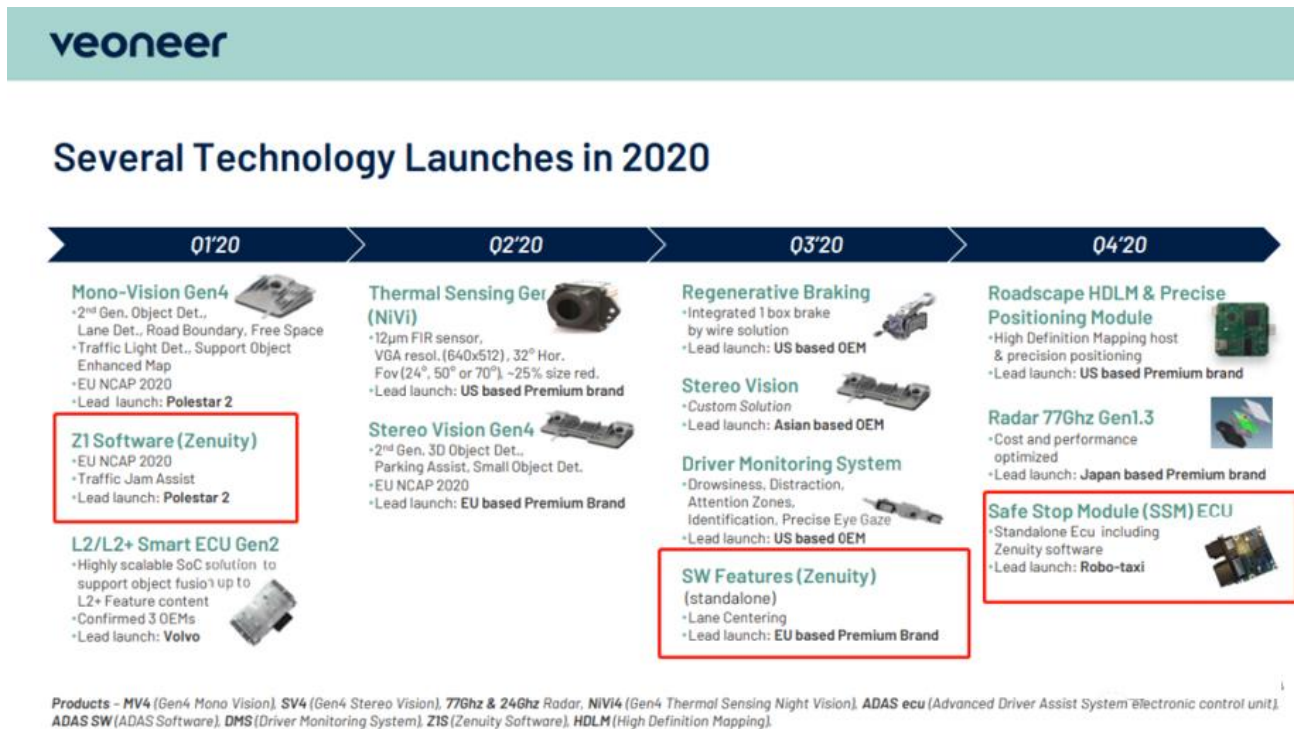 veoneer
Several Technology Launches in 2020
Q1'20
Q2'20
Q3'20
Q4'20
Mono-Vision Gen4
•2nd Gen. Object Det.,
Lane Det., Road Boundary, Free Space
•Traffic Light Det., Support Object
Enhanced Map
•EU NCAP 2020
•Lead launch: Polestar 2
Z1 Software (Zenuity)
•EU NCAP 2020
•Traffic Jam Assist
•Lead launch: Polestar 2
L2/L2+ Smart ECU Gen2
•Highly scalable SoC solution to
support object fusion up to
L2+ Feature content
•Confirmed 3 OEMs
•Lead launch: Volvo
Thermal Sensing Ge
(NiVi)
•12µm FIR sensor,
VGA resol. (640x512), 32° Hor.
Fov (24°, 50° or 70°), ~25% size red.
•Lead launch: US based Premium brand
Stereo Vision Gen4
•2nd Gen. 3D Object Det.,
Parking Assist, Small Object Det.
•EU NCAP 2020
•Lead launch: EU based Premium Brand
Regenerative Braking
•Integrated 1 box brake
by wire solution
•Lead launch: US based OEM
Stereo Vision
•Custom Solution
•Lead launch: Asian based OEM
Driver Monitoring System
•Drowsiness, Distraction,
Attention Zones,
Identification, Precise Eye Gaze
•Lead launch: US based OEM
SW Features (Zenuity)
(standalone)
•Lane Centering
•Lead launch: EU based Premium Brand
Roadscape HDLM & Precise
Positioning Module
•High Definition Mapping host
& precision positioning
•Lead launch: US based Premium brand
Radar 77Ghz Gen1.3
•Cost and performance
optimized
•Lead launch: Japan based Premium brand
Safe Stop Module (SSM) ECU
•Standalone Ecu including
Zenuity software
•Lead launch: Robo-taxi
Products – MV4 (Gen4 Mono Vision), SV4 (Gen4 Stereo Vision), 77Ghz & 24Ghz Radar, NiVi4 (Gen4 Thermal Sensing Night Vision), ADAS ecu (Advanced Driver Assist System electronic control unit),
ADAS SW (ADAS Software), DMS (Driver Monitoring System), Z1S (Zenuity Software), HDLM (High Definition Mapping).